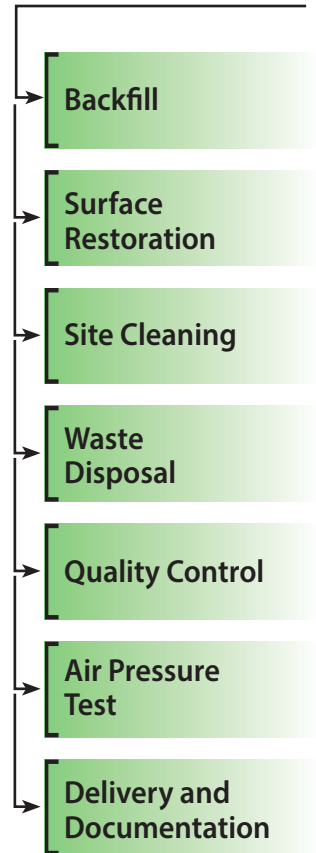 Backfill
Surface
Restoration
Site Cleaning
Waste
Disposal
Quality Control
Air Pressure
Test
Delivery and
Documentation